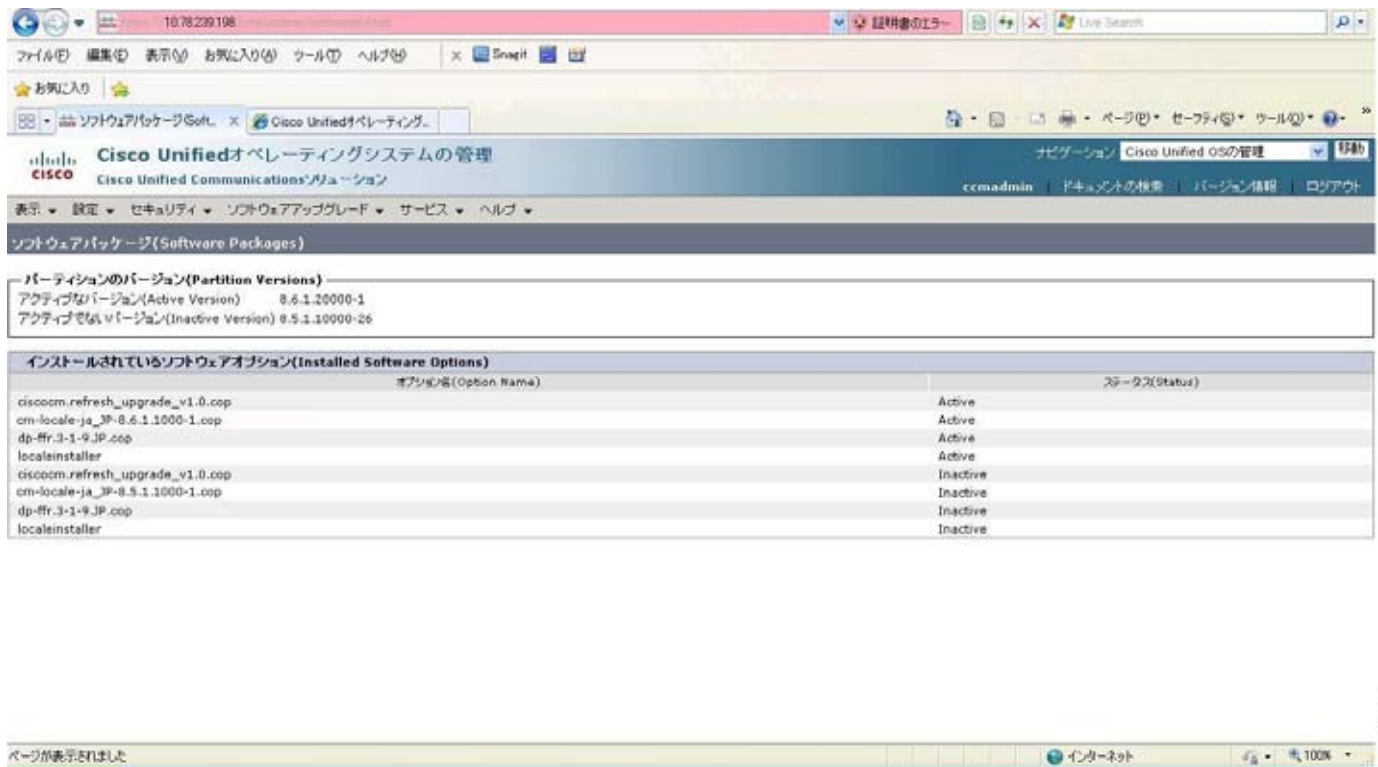 10.78.239.198
証明書のエラー
Live Search
ファイル(F) 編集(E) 表示(V) お気に入り(A) ツール(T) ヘルプ(H) x Snagit
お気に入り
ソフトウェアパッケージ(Soft... x Cisco Unifiedオペレーティング...
ページ(P) セーフティ(S) ツール(O) »
CISCO
Cisco Unifiedオペレーティングシステムの管理
Cisco Unified Communicationsソリューション
ナビゲーション Cisco Unified OSの管理 移動
ccmadmin | ドキュメントの検索 | バージョン情報 | ログアウト
表示 設定 セキュリティ ソフトウェアアップグレード サービス ヘルプ
ソフトウェアパッケージ(Software Packages)
パーティションのバージョン(Partition Versions)
アクティブなバージョン(Active Version) 8.6.1.20000-1
アクティブでないバージョン(Inactive Version) 8.5.1.10000-26
インストールされているソフトウェアオプション(Installed Software Options)
オプション名(Option Name) ステータス(Status)
ciscocm.refresh_upgrade_v1.0.cop Active
cm-locale-ja_JP-8.6.1.1000-1.cop Active
dp-ffr.3-1-9.JP.cop Active
localeinstaller Active
ciscocm.refresh_upgrade_v1.0.cop Inactive
cm-locale-ja_JP-8.5.1.1000-1.cop Inactive
dp-ffr.3-1-9.JP.cop Inactive
localeinstaller Inactive
ページが表示されました インターネット 100%